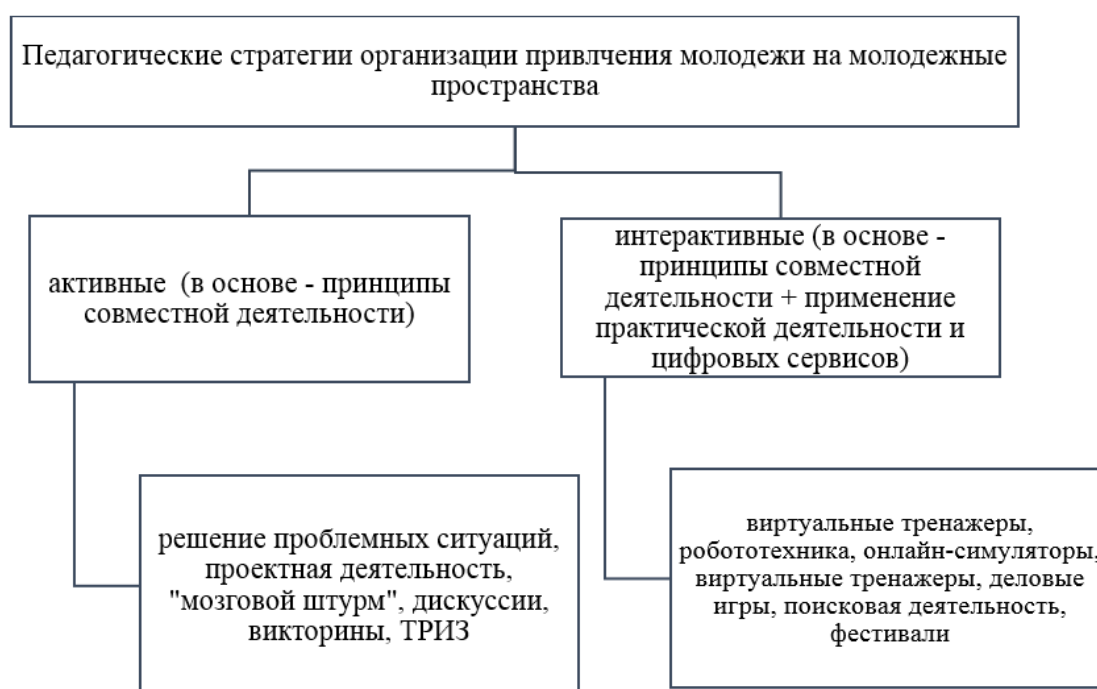 Педагогические стратегии организации привлчения молодежи на молодежные
пространства
активные (в основе - принципы
совместной деятельности)
интерактивные (в основе -
принципы совместной
деятельности + применение
практической деятельности и
цифровых сервисов)
решение проблемных ситуаций,
проектная деятельность,
"мозговой штурм", дискуссии,
викторины, ТРИЗ
виртуальные тренажеры,
робототехника, онлайн-симуляторы,
виртуальные тренажеры, деловые
игры, поисковая деятельность,
фестивали